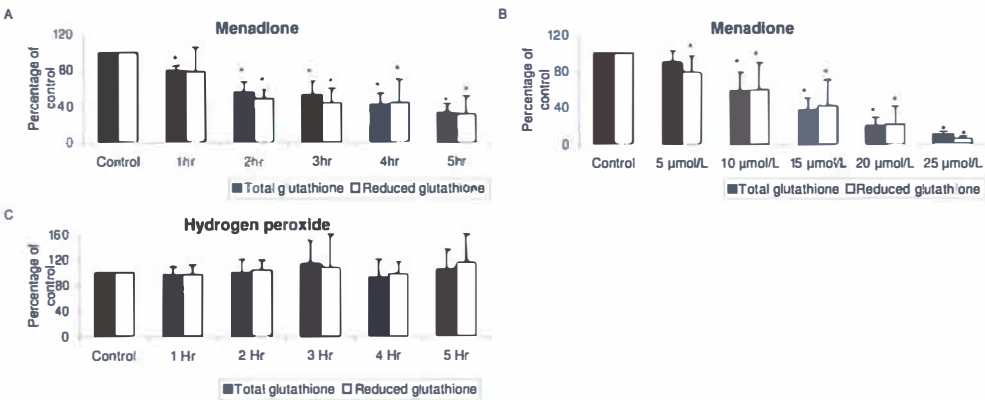 A
Menadione
Percentage of
control
120
80
40
0
Control 1hr 2hr 3hr 4hr 5hr
Total glutathione Reduced glutathione
B
Menadione
Percentage of
control
120
80
40
0
Control 5 µmol/L 10 µmol/L 15 µmol/L 20 µmol/L 25 µmol/L
Total glutathione Reduced glutathione
C
Hydrogen peroxide
Percentage of
control
160
120
80
40
0
Control 1 Hr 2 Hr 3 Hr 4 Hr 5 Hr
Total glutathione Reduced glutathione